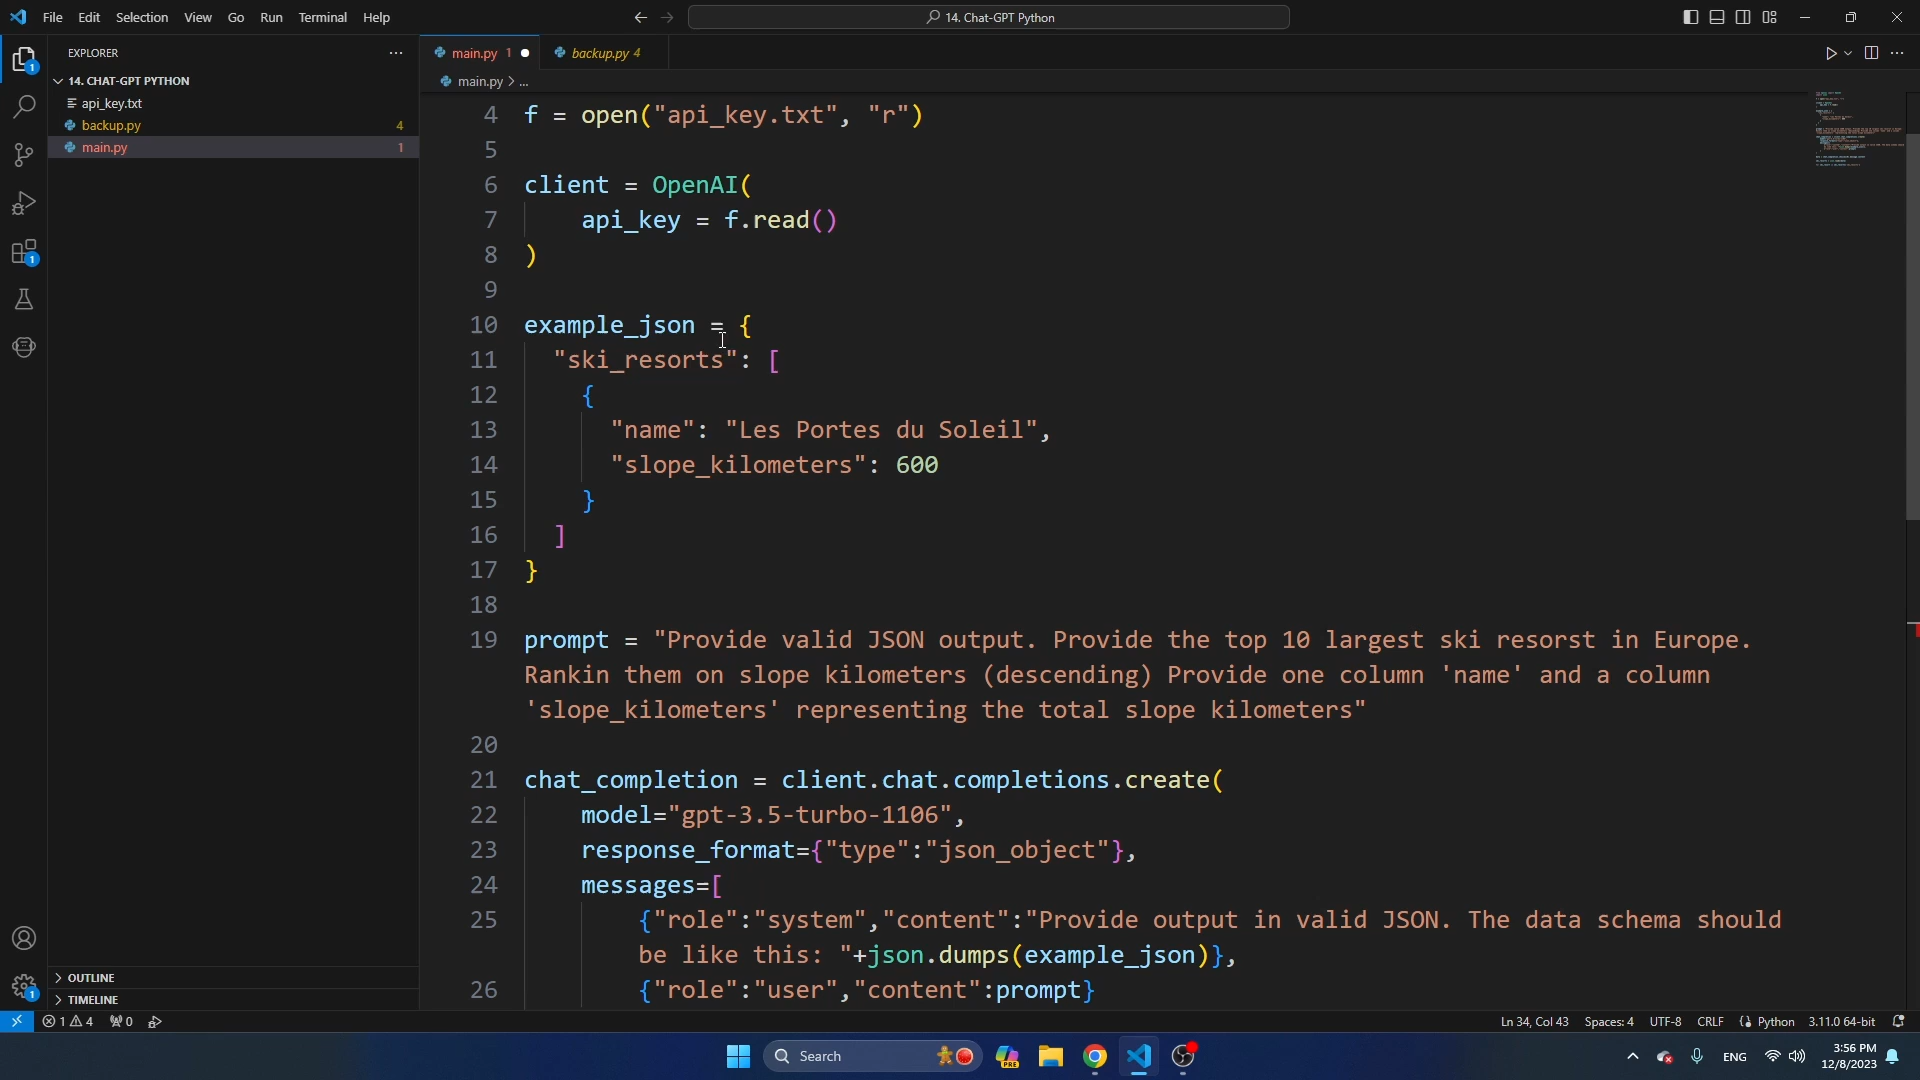 File Edit Selection View Go Run Terminal Help
14. Chat-GPT Python
EXPLORER
14. CHAT-GPT PYTHON
api_key.txt
backup.py 4
main.py 1
OUTLINE
TIMELINE
main.py 1
backup.py 4
main.py > ...
4 f = open("api_key.txt", "r")
5
6 client = OpenAI(
7 api_key = f.read()
8 )
9
10 example_json = {
11 "ski_resorts": [
12 {
13 "name": "Les Portes du Soleil",
14 "slope_kilometers": 600
15 }
16 ]
17 }
18
19 prompt = "Provide valid JSON output. Provide the top 10 largest ski resorst in Europe.
Rankin them on slope kilometers (descending) Provide one column 'name' and a column
'slope_kilometers' representing the total slope kilometers"
20
21 chat_completion = client.chat.completions.create(
22 model="gpt-3.5-turbo-1106",
23 response_format={"type":"json_object"},
24 messages=[
25 {"role":"system","content":"Provide output in valid JSON. The data schema should
be like this: "+json.dumps(example_json)},
26 {"role":"user","content":prompt}
1 4 0
Ln 34, Col 43 Spaces: 4 UTF-8 CRLF Python 3.11.0 64-bit
Search
PRE
ENG
3:56 PM
12/8/2023